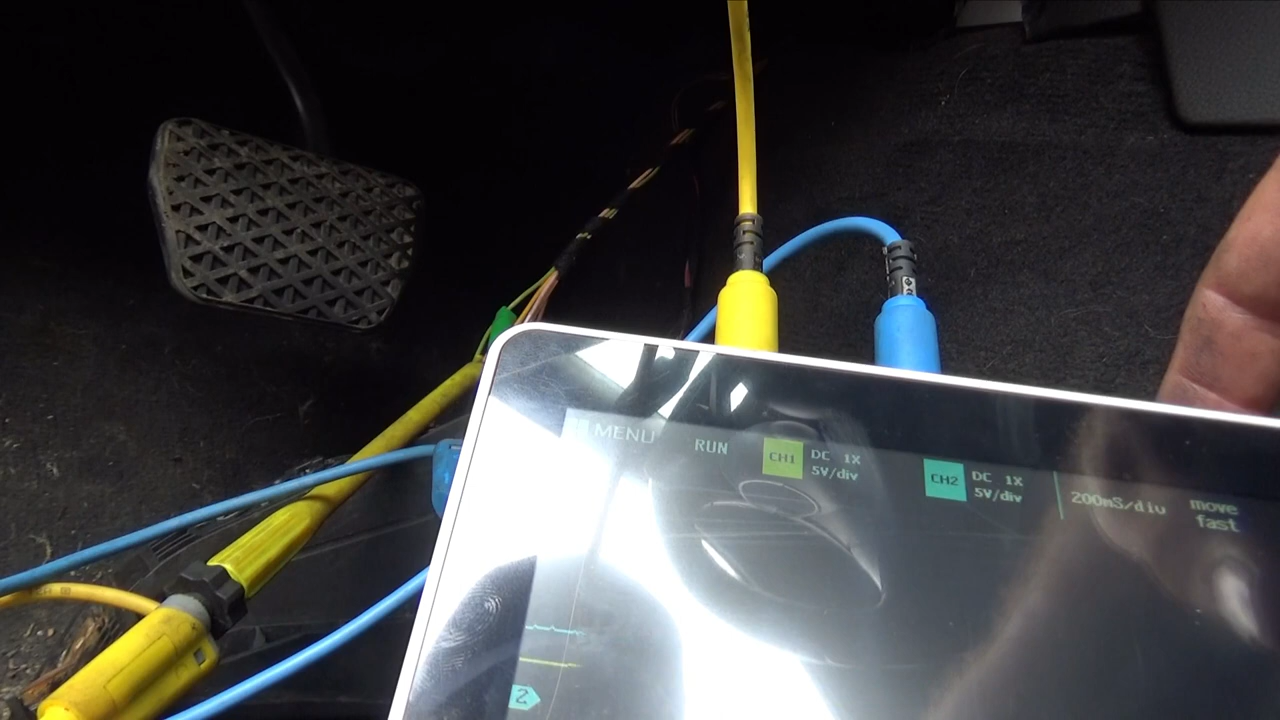 MENU
RUN
CH1
DC 1X
5V/div
CH2
DC 1X
5V/div
200mS/div
move
fast
2